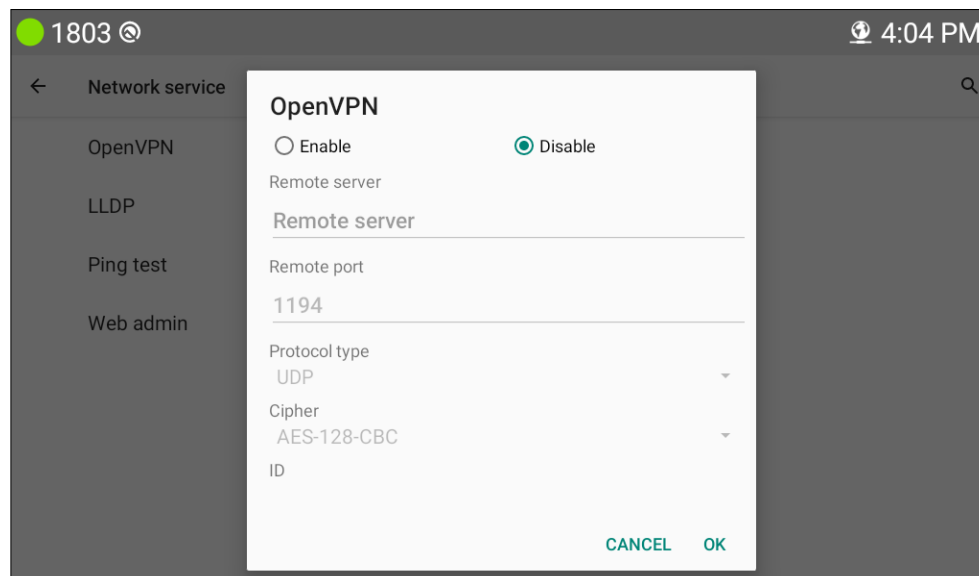 1803 4:04 PM
Network service
OpenVPN
LLDP
Ping test
Web admin
OpenVPN
Enable Disable
Remote server
Remote server
Remote port
1194
Protocol type
UDP
Cipher
AES-128-CBC
ID
CANCEL OK